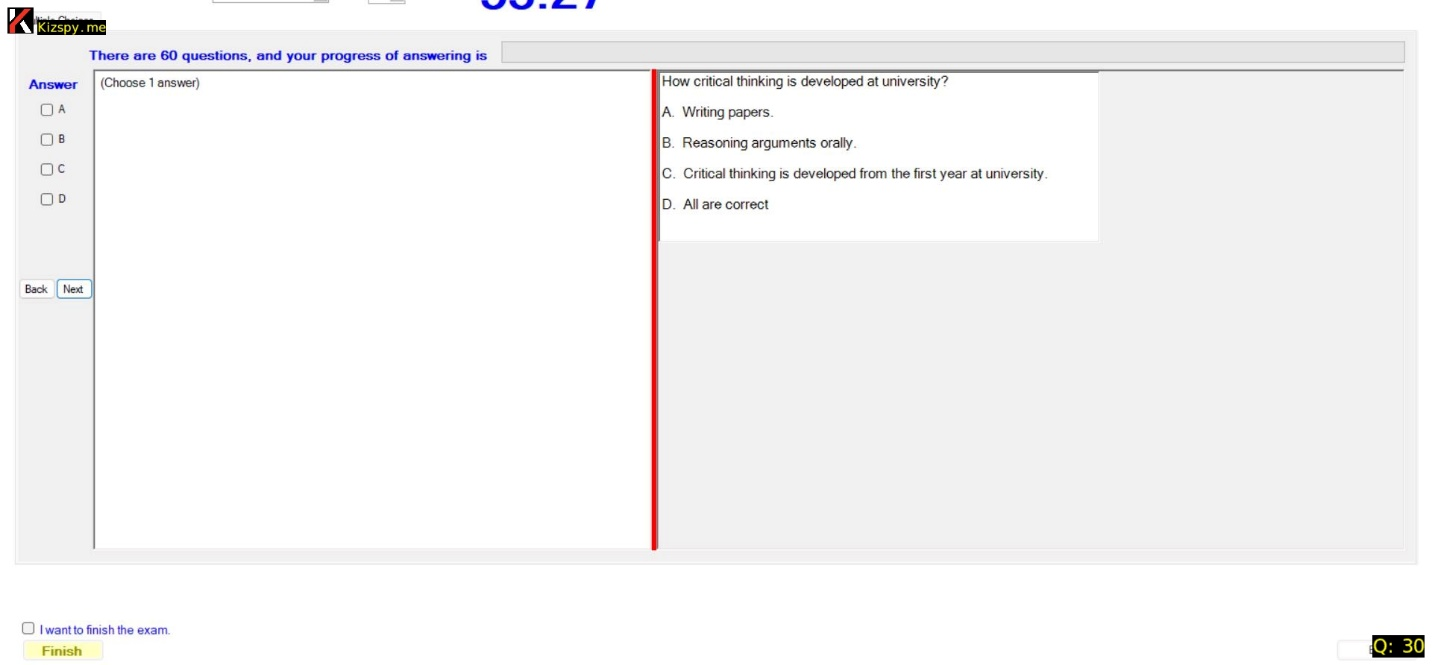 Kizspy.me
There are 60 questions, and your progress of answering is
Answer
(Choose 1 answer)
A
B
C
D
Back Next
How critical thinking is developed at university?
A. Writing papers.
B. Reasoning arguments orally.
C. Critical thinking is developed from the first year at university.
D. All are correct
I want to finish the exam.
Finish
Q: 30